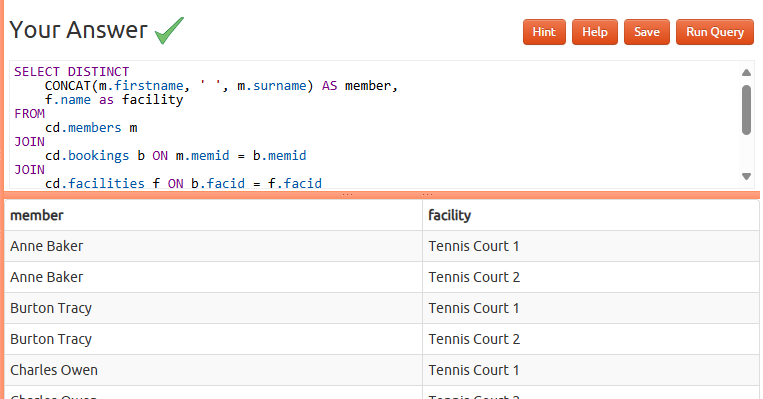 Your Answer
Hint Help Save Run Query
SELECT DISTINCT
CONCAT(m.firstname, ' ', m.surname) AS member,
f.name as facility
FROM
cd.members m
JOIN
cd.bookings b ON m.memid = b.memid
JOIN
cd.facilities f ON b.facid = f.facid
member facility
Anne Baker Tennis Court 1
Anne Baker Tennis Court 2
Burton Tracy Tennis Court 1
Burton Tracy Tennis Court 2
Charles Owen Tennis Court 1